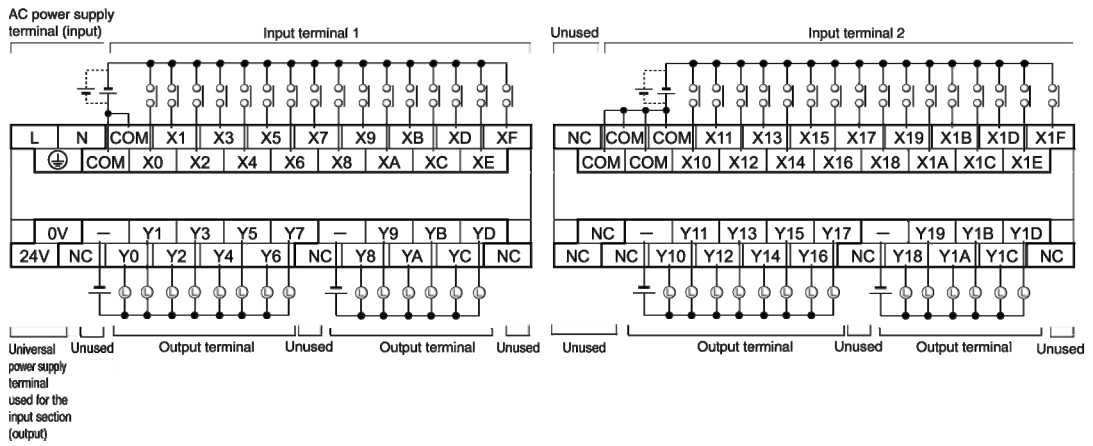 AC power supply
terminal (input)
Input terminal 1
Unused
Input terminal 2
L N COM X1 X3 X5 X7 X9 XB XD XF
COM X0 X2 X4 X6 X8 XA XC XE
NC COM COM X11 X13 X15 X17 X19 X1B X1D X1F
COM COM X10 X12 X14 X16 X18 X1A X1C X1E
0V — Y1 Y3 Y5 Y7 — Y9 YB YD
24V NC Y0 Y2 Y4 Y6 NC Y8 YA YC NC
NC — Y11 Y13 Y15 Y17 — Y19 Y1B Y1D
NC NC Y10 Y12 Y14 Y16 NC Y18 Y1A Y1C NC
L L L L L L L L L L L L L L
L L L L L L L L L L L L L L
Universal
power supply
terminal
used for the
input section
(output)
Unused
Output terminal
Unused
Output terminal
Unused
Unused
Output terminal
Unused
Output terminal
Unused